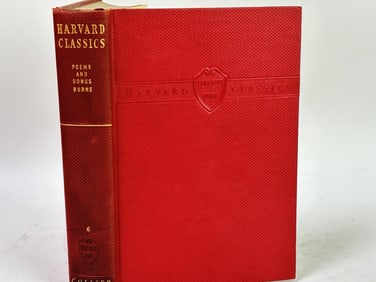 HARVARD
CLASSICS
POEMS
AND
SONGS
BURNS
6
COLLIER
HARVARD CLASSICS